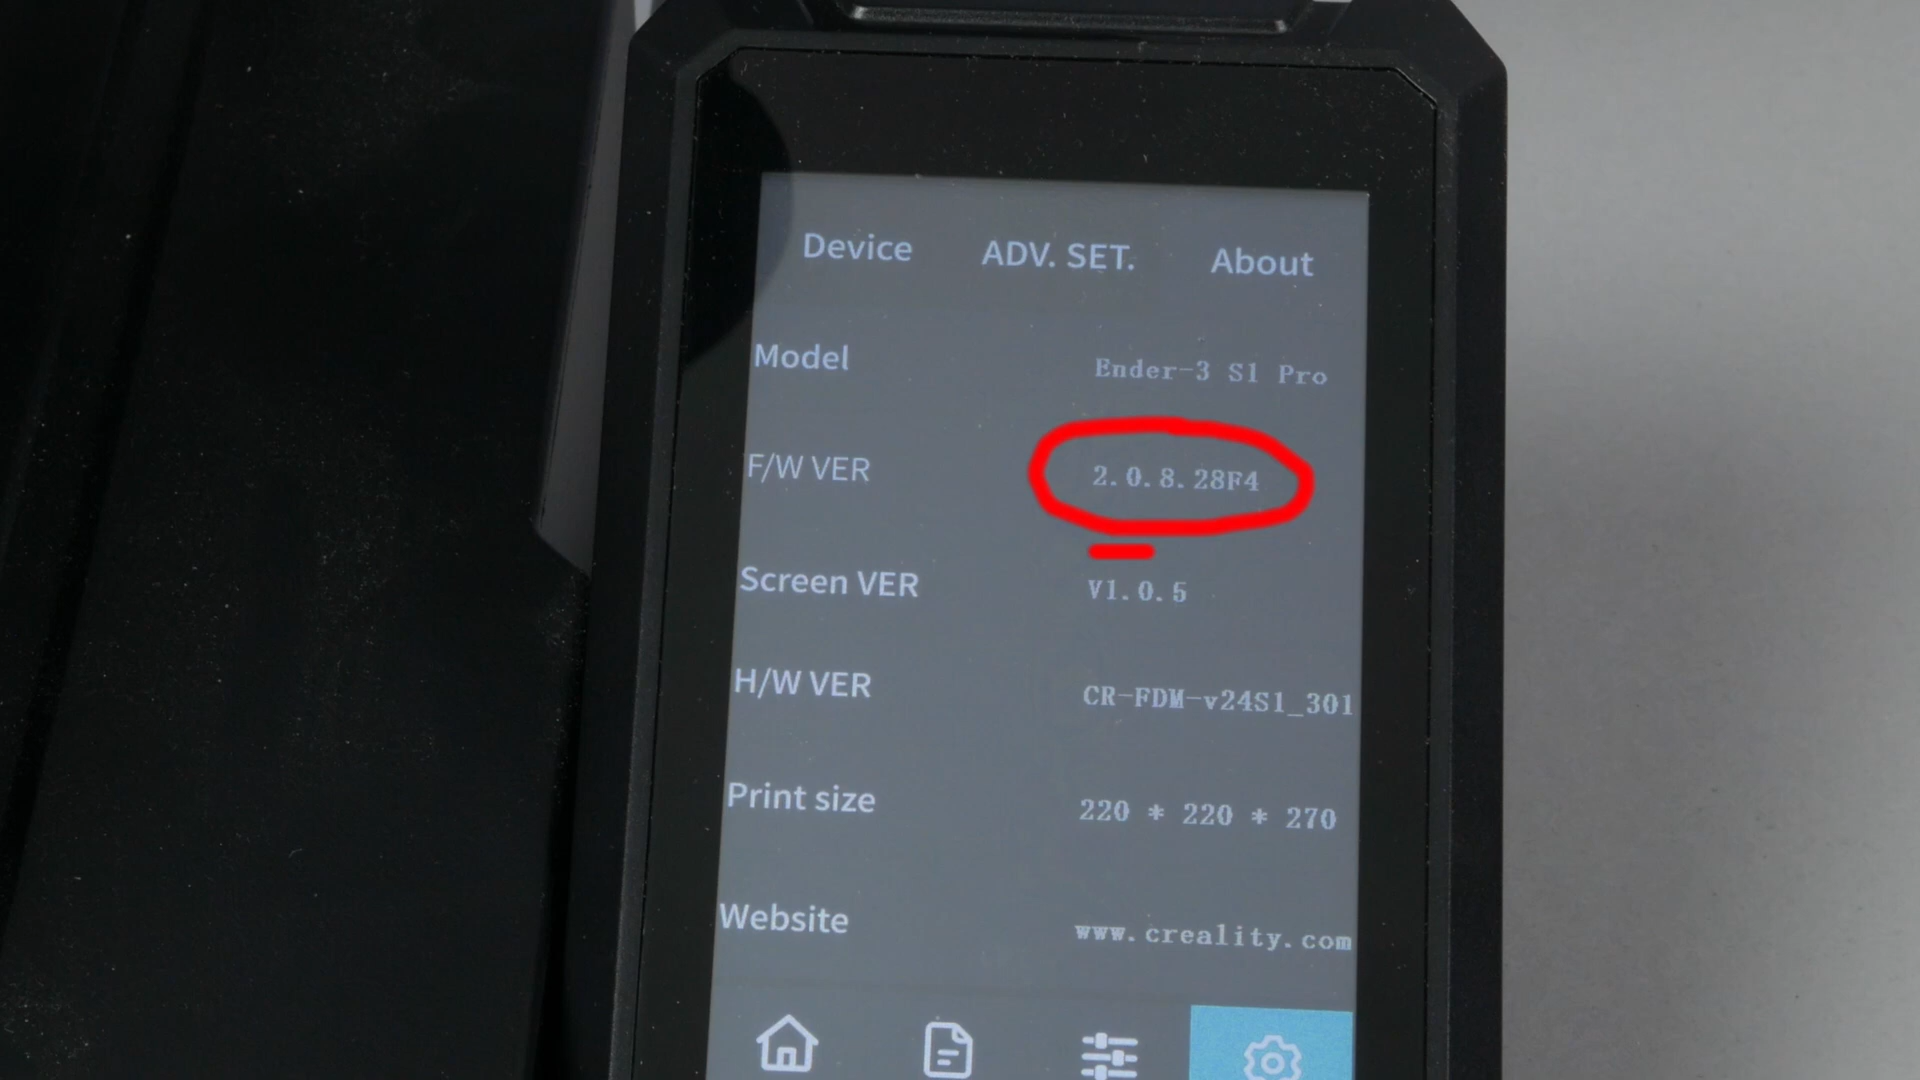 Device ADV. SET. About
Model Ender-3 S1 Pro
F/W VER 2.0.8.28F4
Screen VER V1.0.5
H/W VER CR-FDM-v24S1_301
Print size 220 * 220 * 270
Website www.creality.com